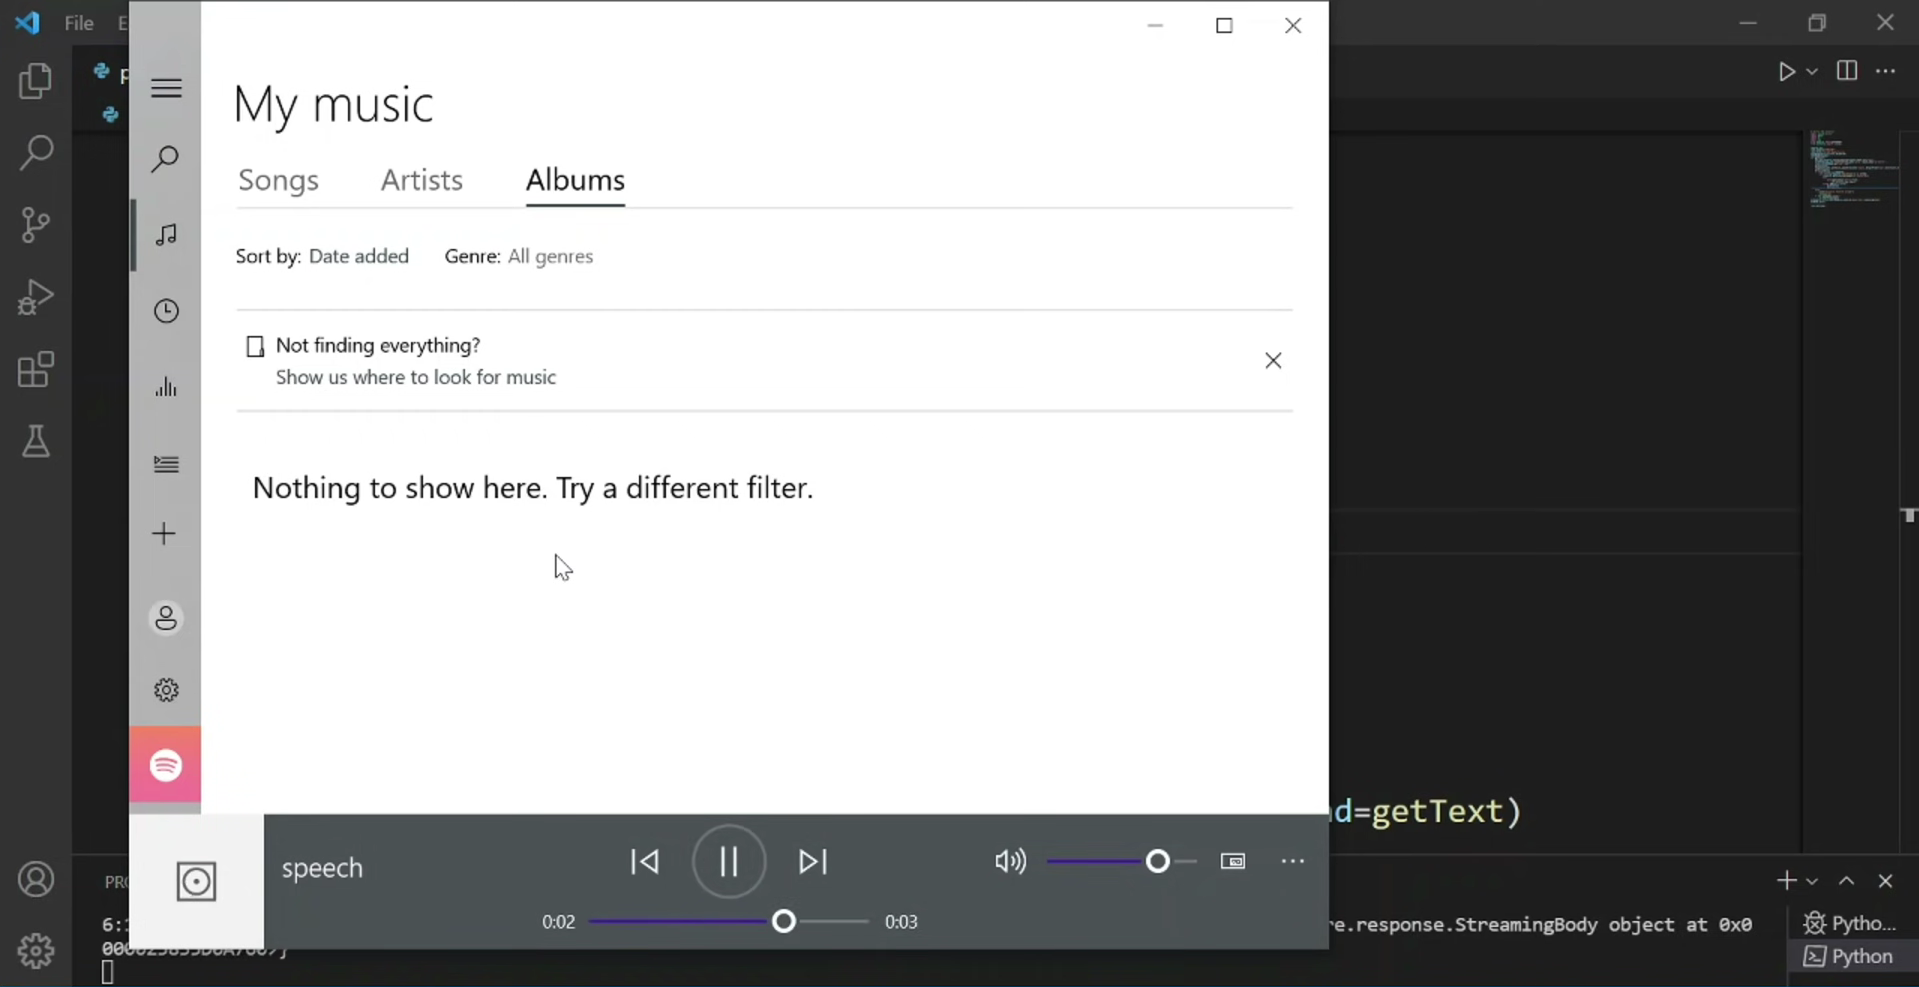 File
My music
Songs Artists Albums
Sort by: Date added Genre: All genres
Not finding everything?
Show us where to look for music
Nothing to show here. Try a different filter.
d=getText)
speech
0:02 0:03
e.response.StreamingBody object at 0x0
Pytho...
Python